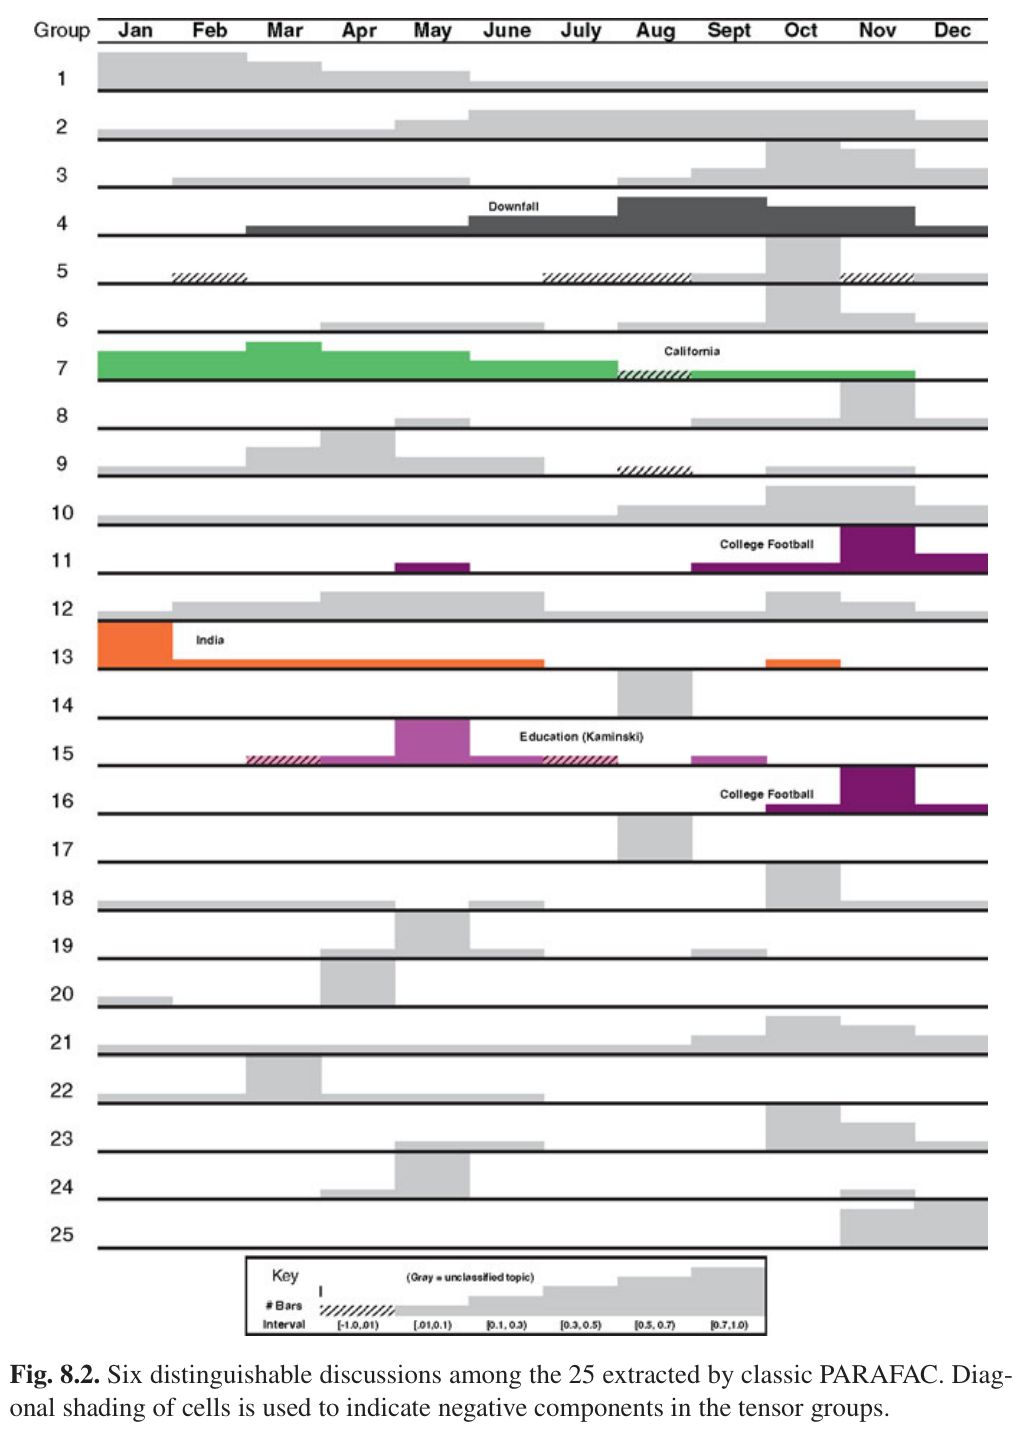 Group Jan Feb Mar Apr May June July Aug Sept Oct Nov Dec
1
2
3
Downfall
4
5
6
California
7
8
9
10
College Football
11
12
India
13
14
Education (Kaminski)
15
College Football
16
17
18
19
20
21
22
23
24
25
Key (Gray = unclassified topic)
# Bars
Interval [-1.0,.01) [.01,0.1) [0.1, 0.3) [0.3, 0.5) [0.5, 0.7) [0.7,1.0)
Fig. 8.2. Six distinguishable discussions among the 25 extracted by classic PARAFAC. Diag-
onal shading of cells is used to indicate negative components in the tensor groups.